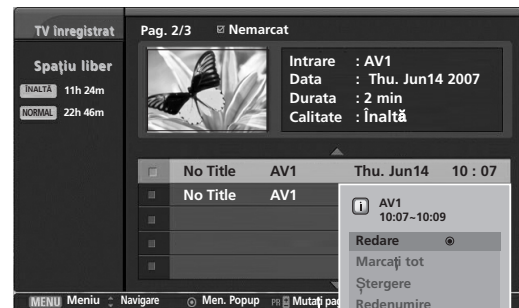 TV înregistrat
Pag. 2/3 Nemarcat
Spaţiu liber
ÎNALTĂ 11h 24m
NORMAL 22h 46m
Intrare : AV1
Data : Thu. Jun14 2007
Durata : 2 min
Calitate : Înaltă
No Title AV1 Thu. Jun14 10 : 07
No Title AV1
i AV1
10:07~10:09
Redare
Marcaţi tot
Ştergere
Redenumire
MENU Meniu Navigare Men. Popup PR Mutaţi pag